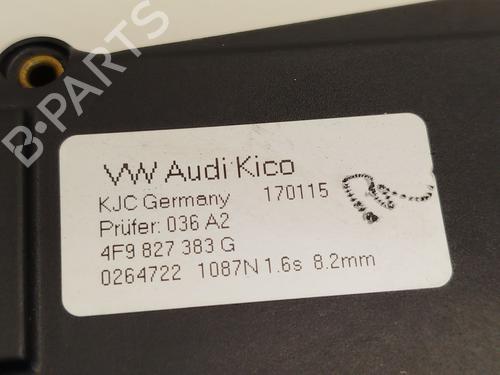 B-PARTS
VW Audi Kico
KJC Germany 170115
Prüfer: 036 A2
4F9 827 383 G
0264722 1087N 1.6s 8.2mm